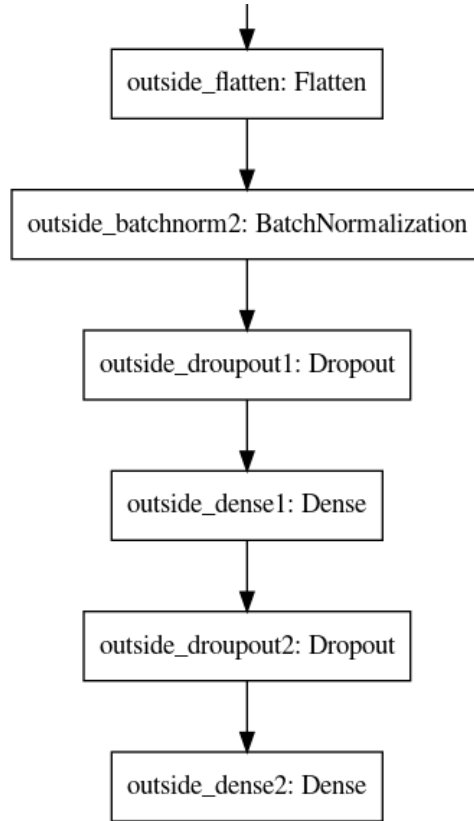 outside_flatten: Flatten
outside_batchnorm2: BatchNormalization
outside_droupout1: Dropout
outside_dense1: Dense
outside_droupout2: Dropout
outside_dense2: Dense